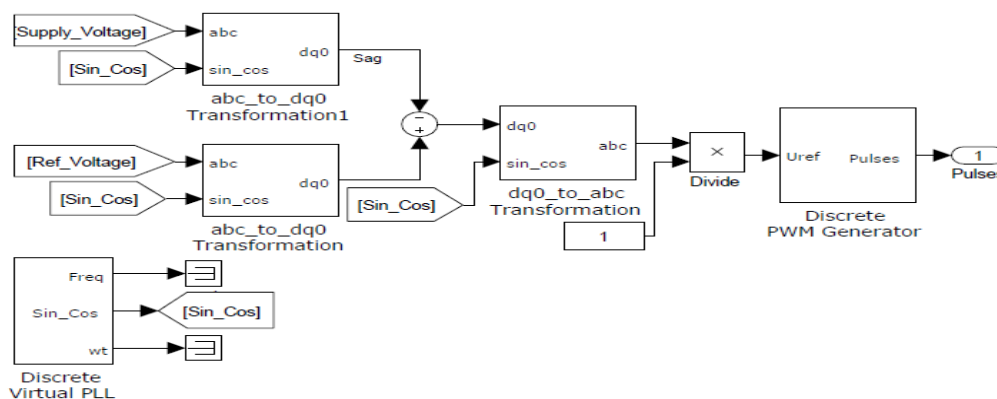 [Supply_Voltage]
abc
dq0
[Sin_Cos]
sin_cos
abc_to_dq0
Transformation1
Sag
[Ref_Voltage]
abc
dq0
[Sin_Cos]
sin_cos
abc_to_dq0
Transformation
−
+
dq0
abc
sin_cos
[Sin_Cos]
dq0_to_abc
Transformation
1
×
Divide
Uref
Pulses
Discrete
PWM Generator
1
Pulses
Freq
Sin_Cos
wt
[Sin_Cos]
Discrete
Virtual PLL